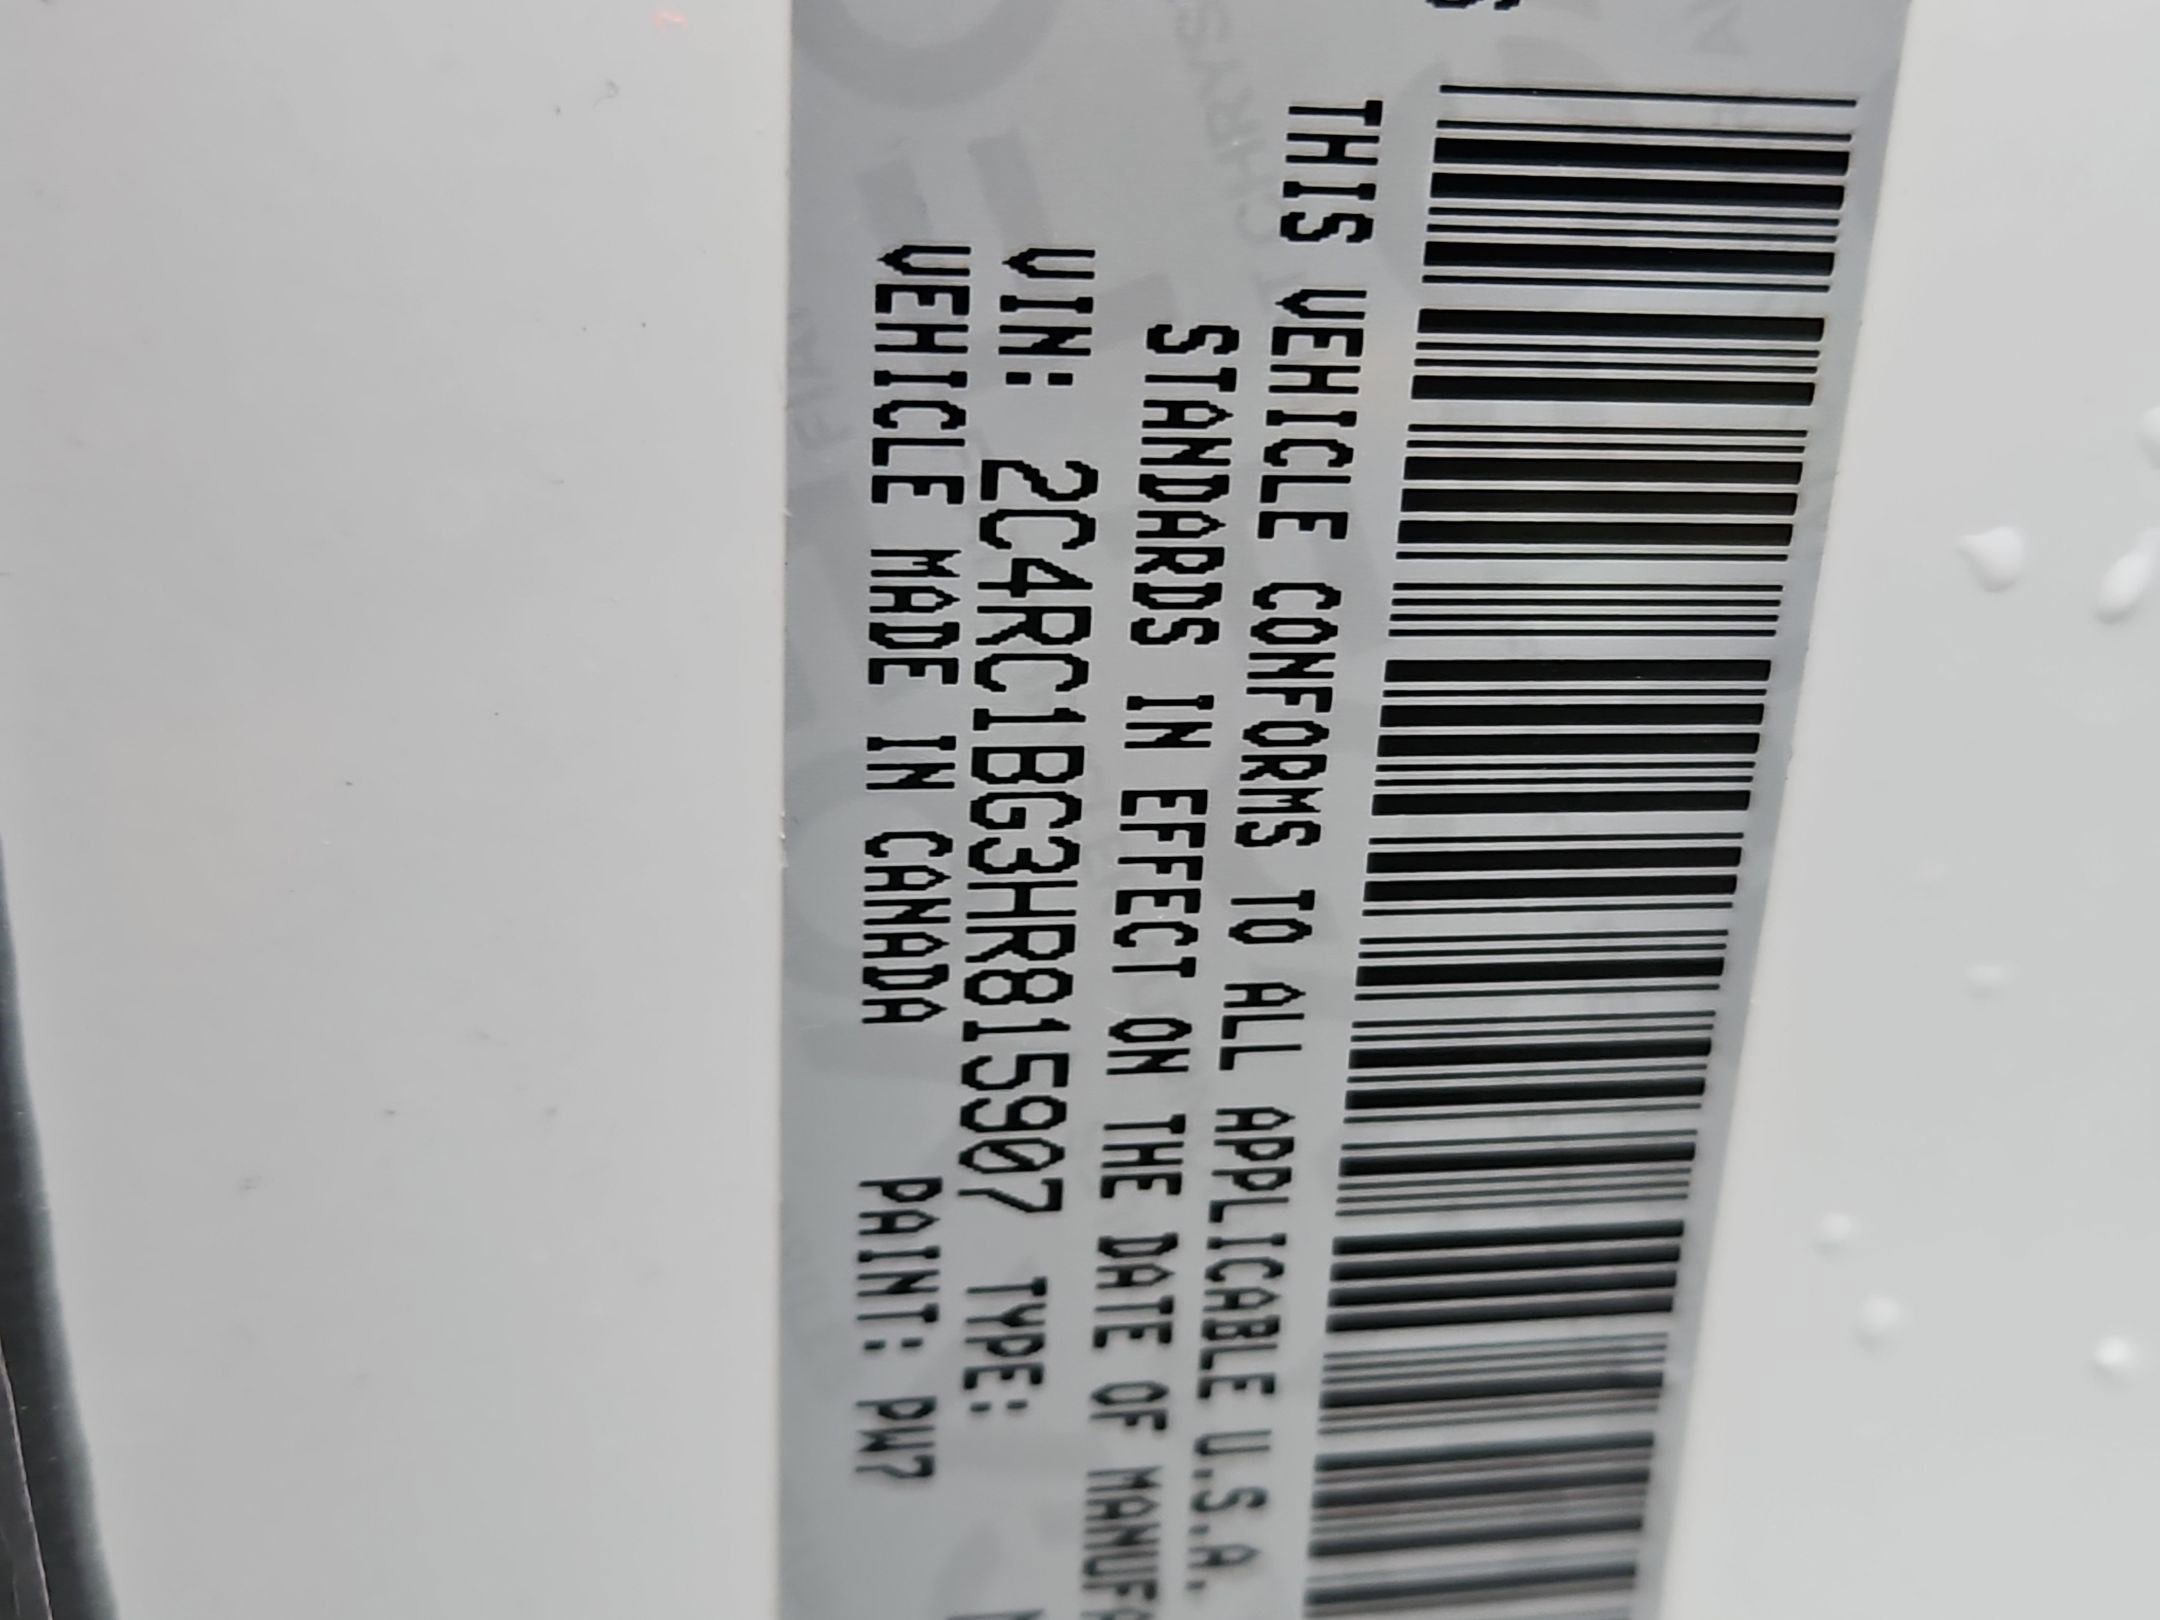 THIS VEHICLE CONFORMS TO ALL APPLICABLE U.S.A.
STANDARDS IN EFFECT ON THE DATE OF
VIN: 2C4RC1BG3HR815907 TYPE:
VEHICLE MADE IN CANADA PAINT: PW7